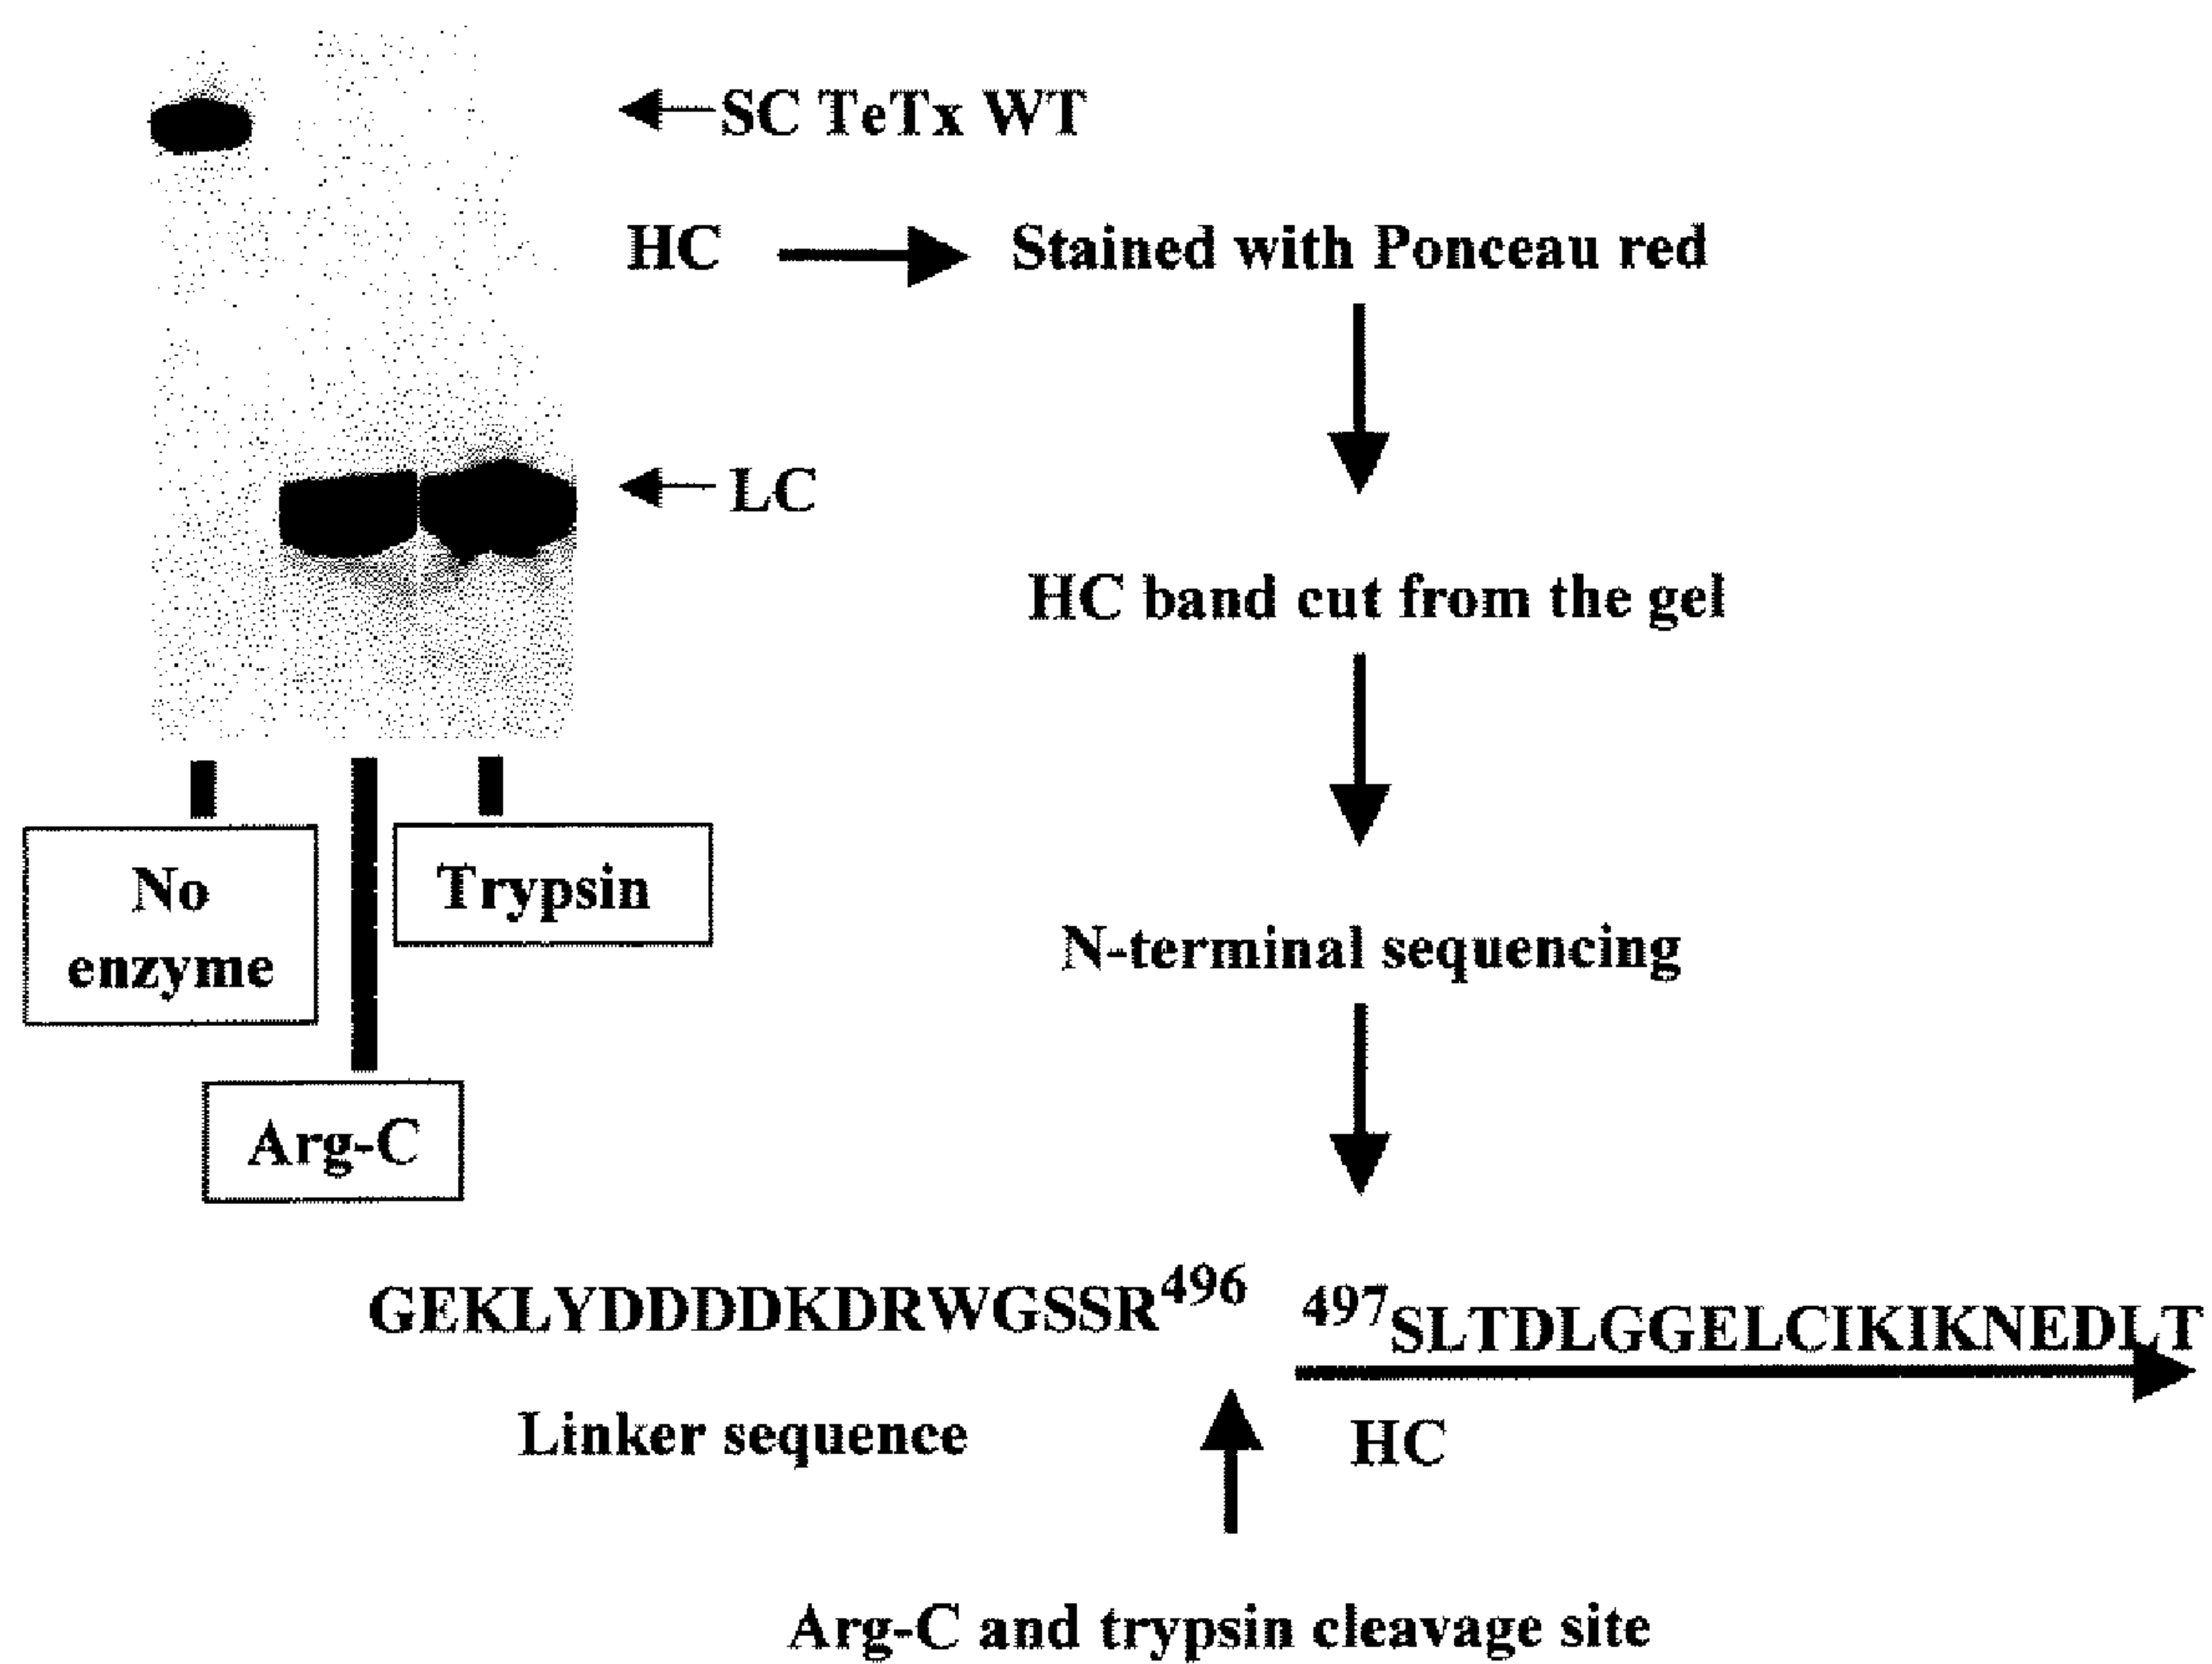 SC TeTx WT
HC
Stained with Ponceau red
LC
HC band cut from the gel
No
enzyme
Trypsin
N-terminal sequencing
Arg-C
GEKLYDDDDKDRWGSSR496 497SLTDLGGELCIKIKNEDLT
Linker sequence
HC
Arg-C and trypsin cleavage site